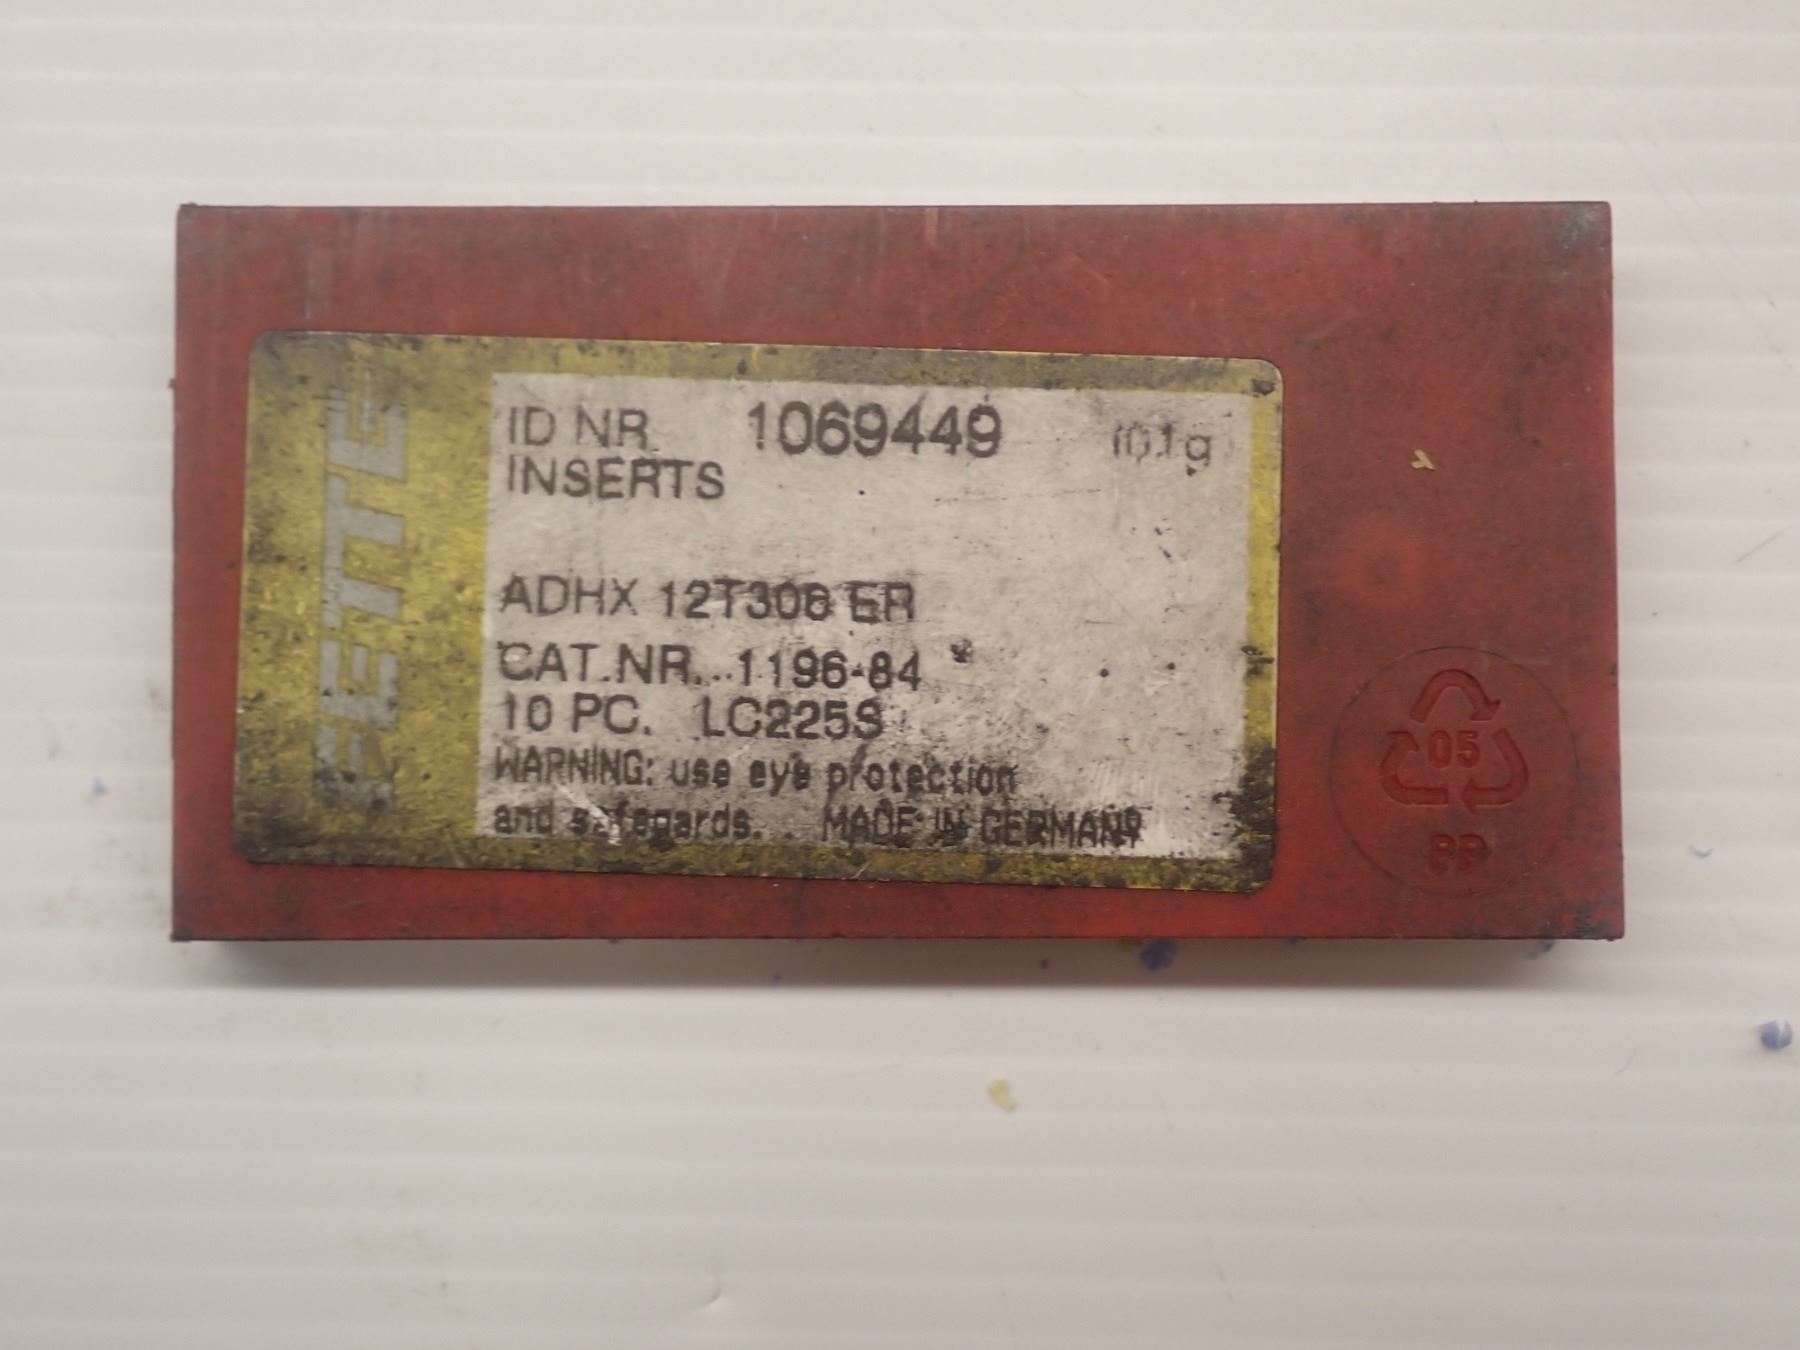 FETTE
ID NR. 1069449
INSERTS
ADHX 12T308 ER
CAT.NR... 1196-84
10 PC. LC225S
WARNING: use eye protection
and safegards. . MADE IN GERMANY
05
PP